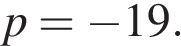 p = −19.